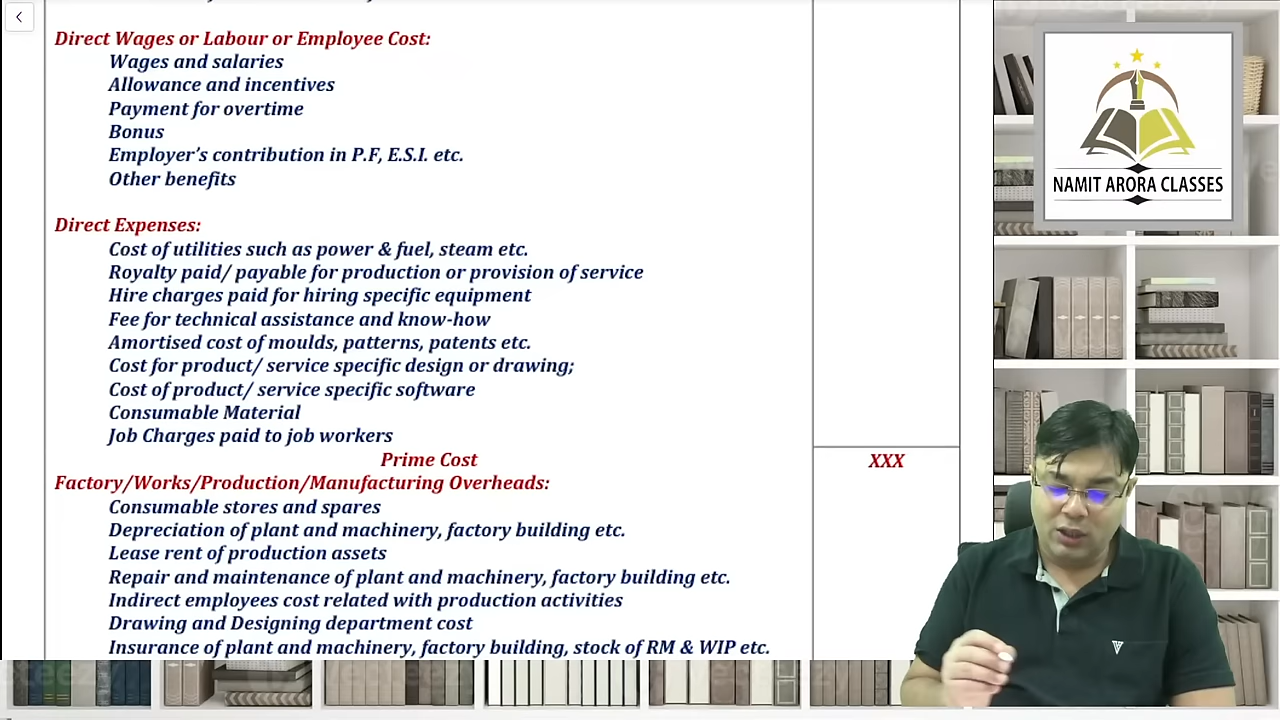 Direct Wages or Labour or Employee Cost:
Wages and salaries
Allowance and incentives
Payment for overtime
Bonus
Employer's contribution in P.F, E.S.I. etc.
Other benefits
Direct Expenses:
Cost of utilities such as power & fuel, steam etc.
Royalty paid/ payable for production or provision of service
Hire charges paid for hiring specific equipment
Fee for technical assistance and know-how
Amortised cost of moulds, patterns, patents etc.
Cost for product/ service specific design or drawing;
Cost of product/ service specific software
Consumable Material
Job Charges paid to job workers
Prime Cost XXX
Factory/Works/Production/Manufacturing Overheads:
Consumable stores and spares
Depreciation of plant and machinery, factory building etc.
Lease rent of production assets
Repair and maintenance of plant and machinery, factory building etc.
Indirect employees cost related with production activities
Drawing and Designing department cost
Insurance of plant and machinery, factory building, stock of RM & WIP etc.
NAMIT ARORA CLASSES